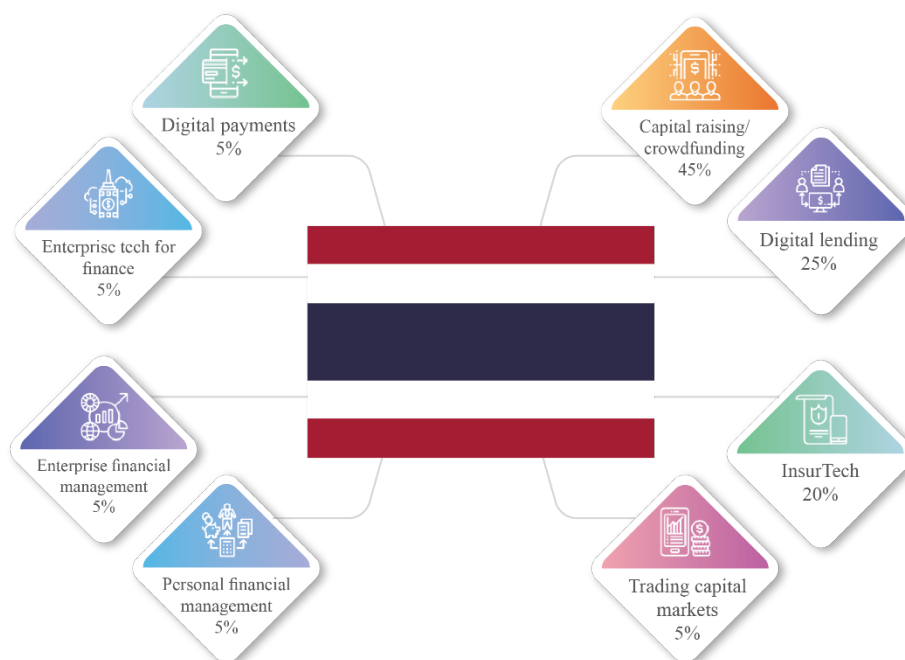 Digital payments
5%
Capital raising/
crowdfunding
45%
Enterprise tech for
finance
5%
Digital lending
25%
Enterprise financial
management
5%
InsurTech
20%
Personal financial
management
5%
Trading capital
markets
5%